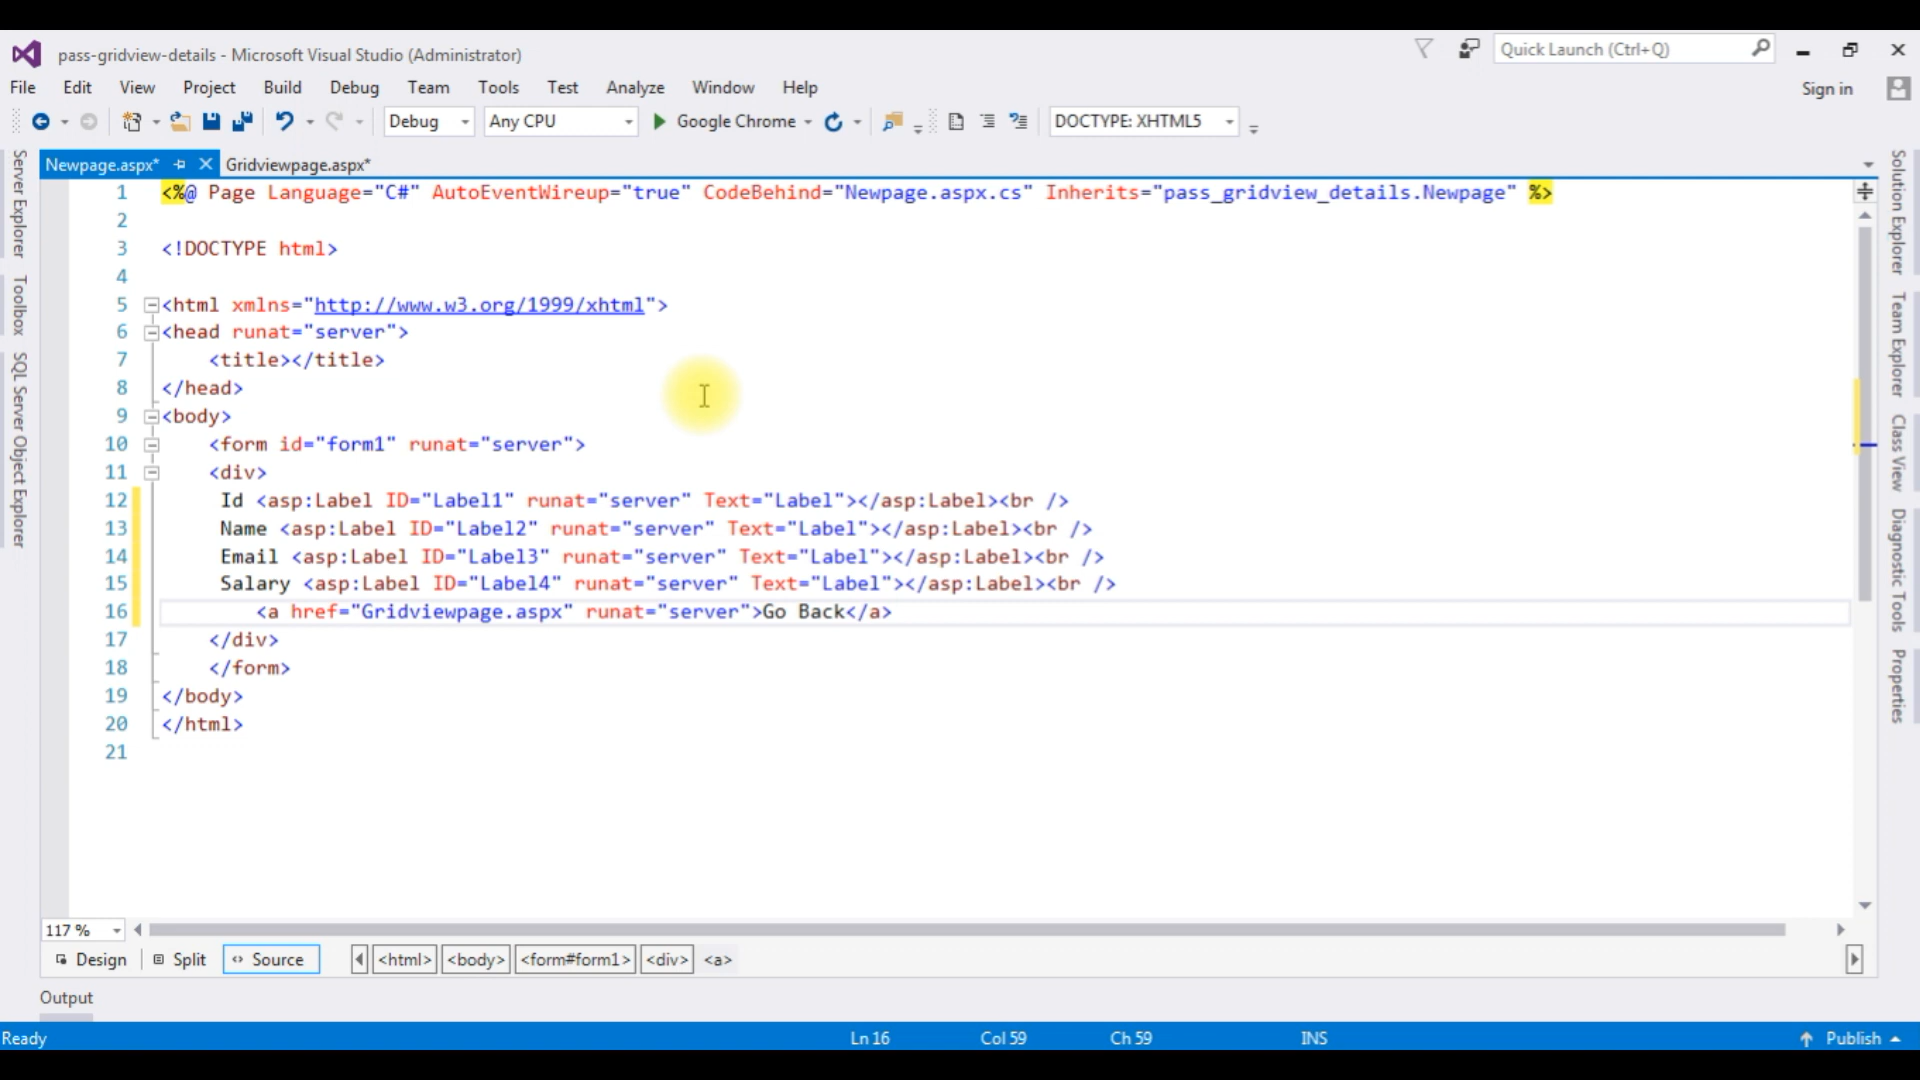 pass-gridview-details - Microsoft Visual Studio (Administrator)
Quick Launch (Ctrl+Q)
File Edit View Project Build Debug Team Tools Test Analyze Window Help
Sign in
Debug Any CPU Google Chrome DOCTYPE: XHTML5
Newpage.aspx* Gridviewpage.aspx*
Server Explorer
Toolbox
SQL Server Object Explorer
1 <%@ Page Language="C#" AutoEventWireup="true" CodeBehind="Newpage.aspx.cs" Inherits="pass_gridview_details.Newpage" %>
2
3 <!DOCTYPE html>
4
5 <html xmlns="http://www.w3.org/1999/xhtml">
6 <head runat="server">
7 <title></title>
8 </head>
9 <body>
10 <form id="form1" runat="server">
11 <div>
12 Id <asp:Label ID="Label1" runat="server" Text="Label"></asp:Label><br />
13 Name <asp:Label ID="Label2" runat="server" Text="Label"></asp:Label><br />
14 Email <asp:Label ID="Label3" runat="server" Text="Label"></asp:Label><br />
15 Salary <asp:Label ID="Label4" runat="server" Text="Label"></asp:Label><br />
16 <a href="Gridviewpage.aspx" runat="server">Go Back</a>
17 </div>
18 </form>
19 </body>
20 </html>
21
Solution Explorer
Team Explorer
Class View
Diagnostic Tools
Properties
117 %
Design Split Source <html> <body> <form#form1> <div> <a>
Output
Ready Ln 16 Col 59 Ch 59 INS Publish